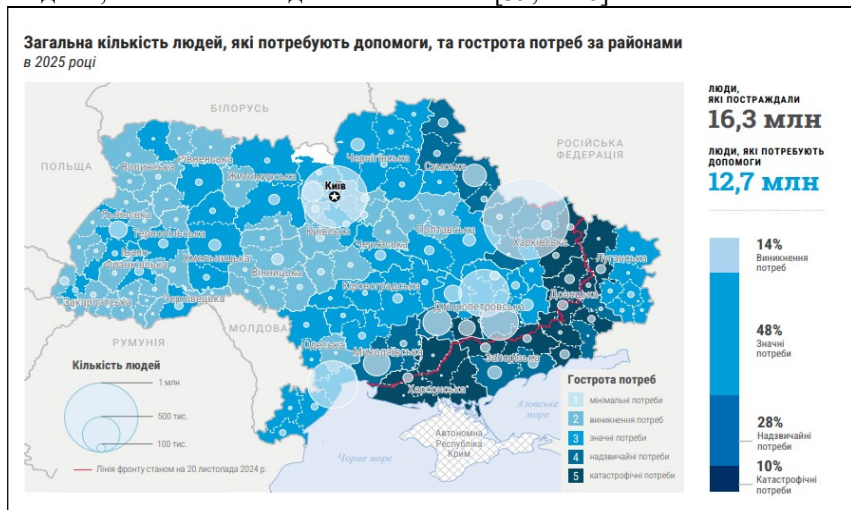 Загальна кількість людей, які потребують допомоги, та гострота потреб за районами
в 2025 році
ЛЮДИ,
ЯКІ ПОСТРАЖДАЛИ
16,3 млн
ЛЮДИ, ЯКІ ПОТРЕБУЮТЬ
ДОПОМОГИ
12,7 млн
14%
Виникнення
потреб
48%
Значні
потреби
28%
Надзвичайні
потреби
10%
Катастрофічні
потреби
БІЛОРУСЬ
ПОЛЬЩА
РОСІЙСЬКА
ФЕДЕРАЦІЯ
РУМУНІЯ
МОЛДОВА
Волинська
Рівненська
Житомирська
Київ
Київська
Чернігівська
Сумська
Львівська
Тернопільська
Хмельницька
Івано-
Франківська
Закарпатська
Чернівецька
Вінницька
Черкаська
Полтавська
Харківська
Луганська
Кіровоградська
Дніпропетровська
Донецька
Одеська
Миколаївська
Запорізька
Херсонська
Автономна
Республіка
Крим
Азовське
море
Чорне море
Кількість людей
1 млн
500 тис.
100 тис.
Лінія фронту станом на 20 листопада 2024 р.
Гострота потреб
1 мінімальні потреби
2 виникнення потреб
3 значні потреби
4 надзвичайні потреби
5 катастрофічні потреби